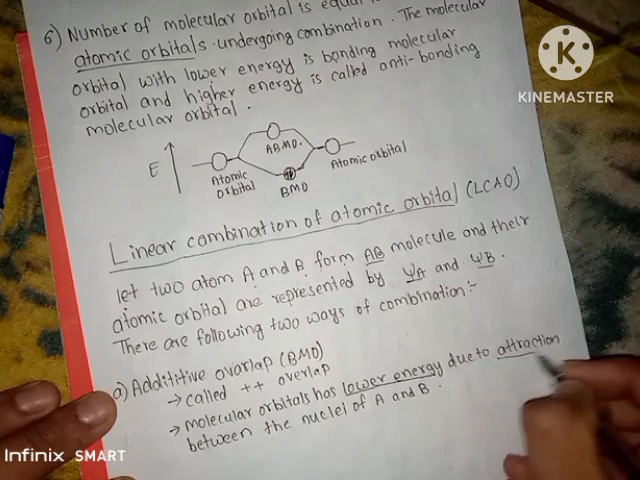 6) Number of molecular orbital is equal
atomic orbitals undergoing combination. The molecular
orbital with lower energy is bonding molecular
orbital and higher energy is called anti-bonding
molecular orbital.
E
ABMO.
Atomic
orbital
BMO
Atomic orbital
Linear combination of atomic orbital (LCAO)
let two atom A and B form AB molecule and their
atomic orbital are represented by ψA and ψB.
There are following two ways of combination:-
a) Addititive ovarlap (BMO)
→ called ++ overlap
→ molecular orbitals has lower energy due to attraction
between the nuclei of A and B.
KINEMASTER
Infinix SMART